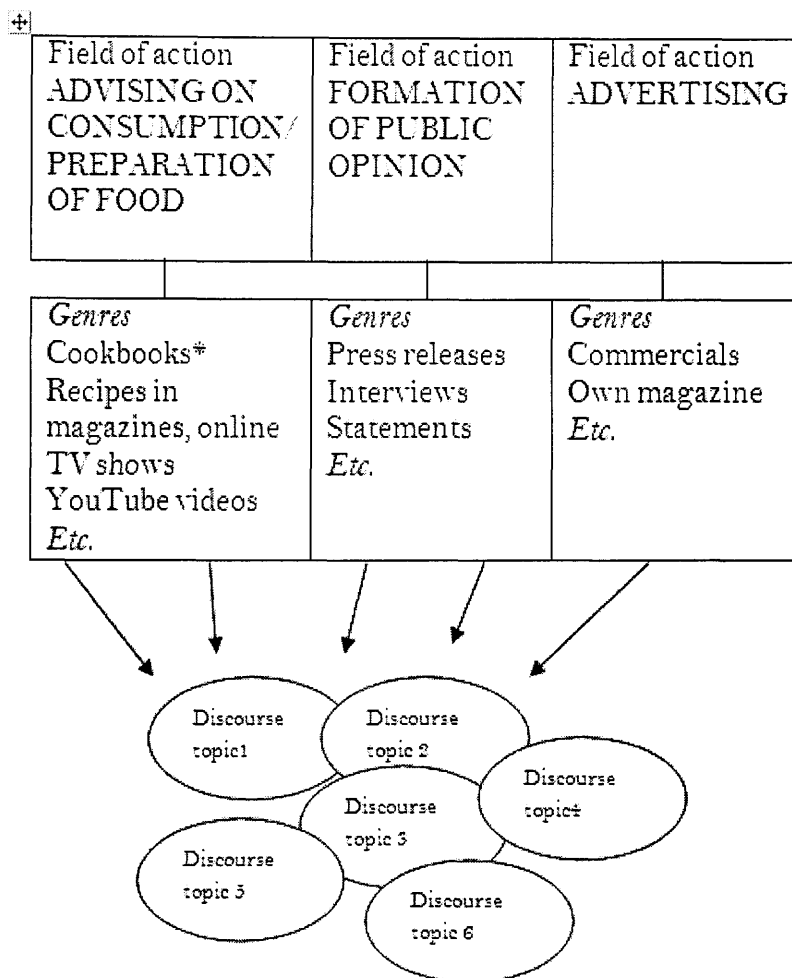 Field of action
ADVISING ON
CONSUMPTION/
PREPARATION
OF FOOD
Field of action
FORMATION
OF PUBLIC
OPINION
Field of action
ADVERTISING
Genres
Cookbooks*
Recipes in
magazines, online
TV shows
YouTube videos
Etc.
Genres
Press releases
Interviews
Statements
Etc.
Genres
Commercials
Own magazine
Etc.
Discourse
topic1
Discourse
topic 2
Discourse
topic
Discourse
topic 3
Discourse
topic 5
Discourse
topic 6